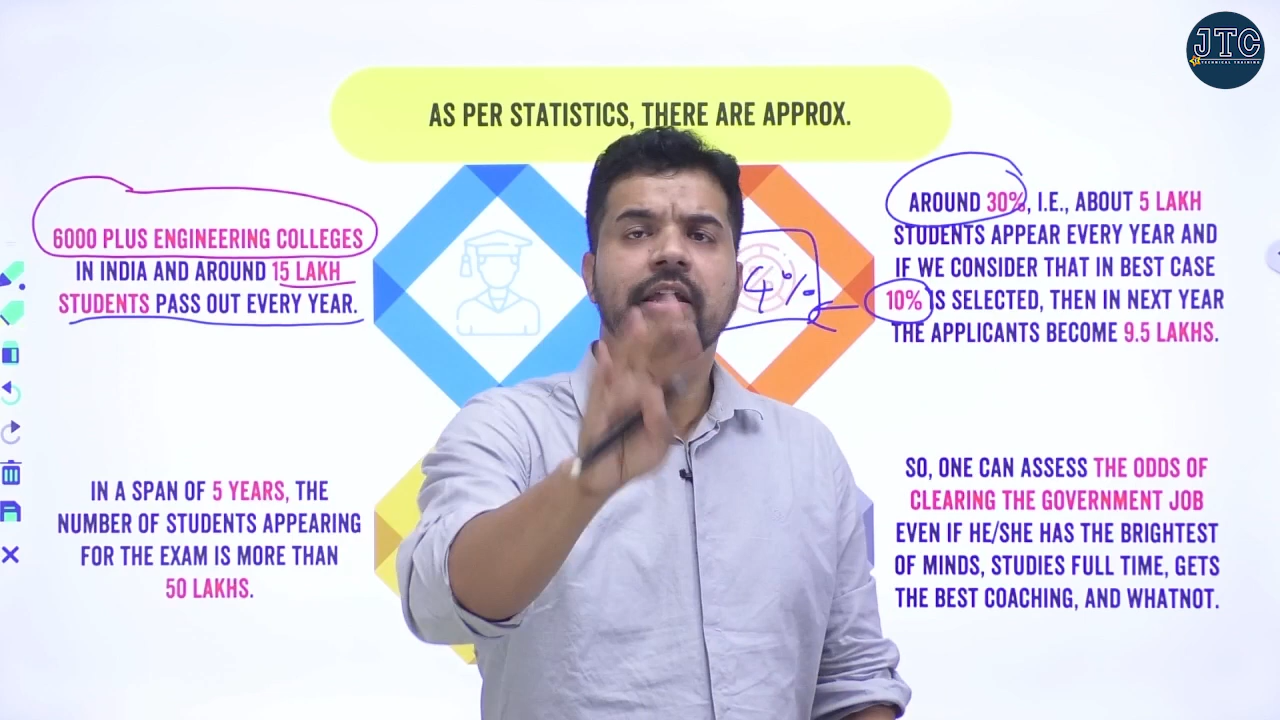 JTC
TECHNICAL TRAINING
AS PER STATISTICS, THERE ARE APPROX.
6000 PLUS ENGINEERING COLLEGES
IN INDIA AND AROUND 15 LAKH
STUDENTS PASS OUT EVERY YEAR.
4%
AROUND 30%, I.E., ABOUT 5 LAKH
STUDENTS APPEAR EVERY YEAR AND
IF WE CONSIDER THAT IN BEST CASE
10% IS SELECTED, THEN IN NEXT YEAR
THE APPLICANTS BECOME 9.5 LAKHS.
IN A SPAN OF 5 YEARS, THE
NUMBER OF STUDENTS APPEARING
FOR THE EXAM IS MORE THAN
50 LAKHS.
SO, ONE CAN ASSESS THE ODDS OF
CLEARING THE GOVERNMENT JOB
EVEN IF HE/SHE HAS THE BRIGHTEST
OF MINDS, STUDIES FULL TIME, GETS
THE BEST COACHING, AND WHATNOT.